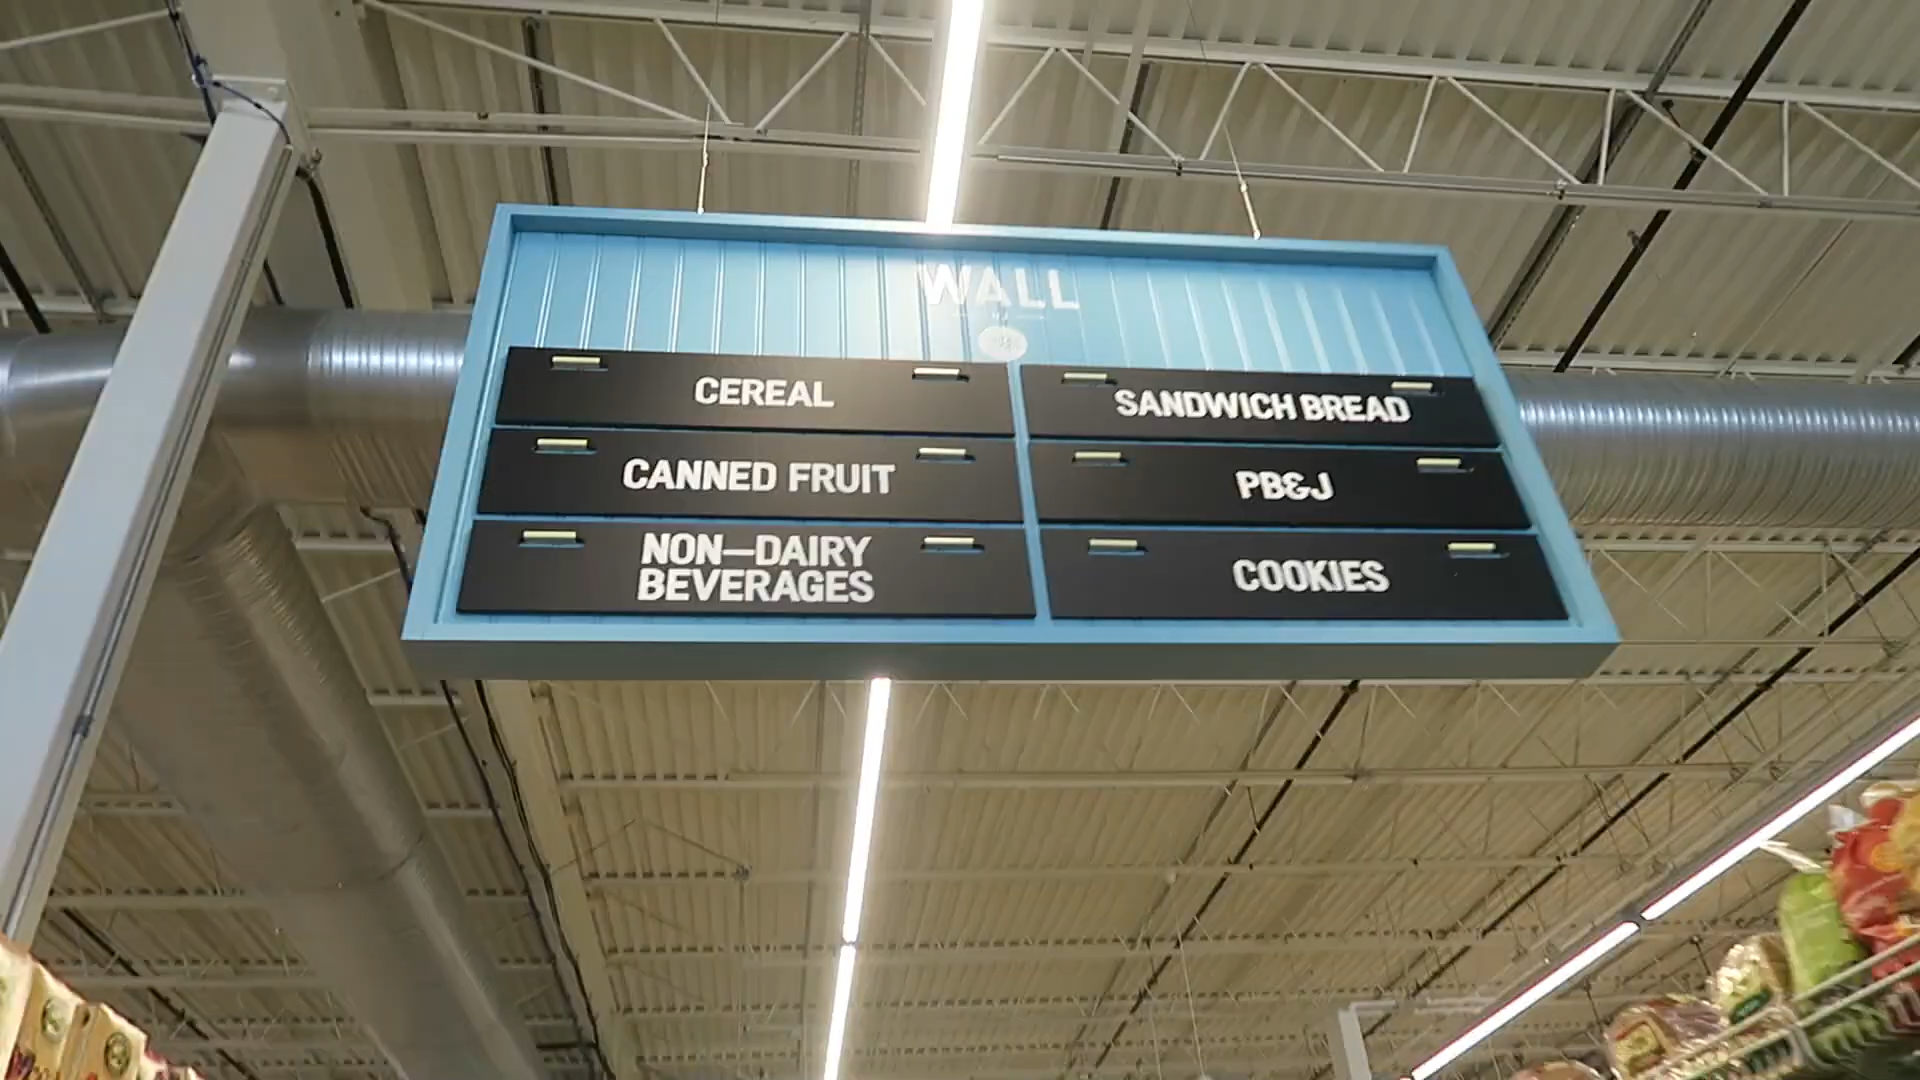 WALL
CEREAL
CANNED FRUIT
NON–DAIRY
BEVERAGES
SANDWICH BREAD
PB&J
COOKIES